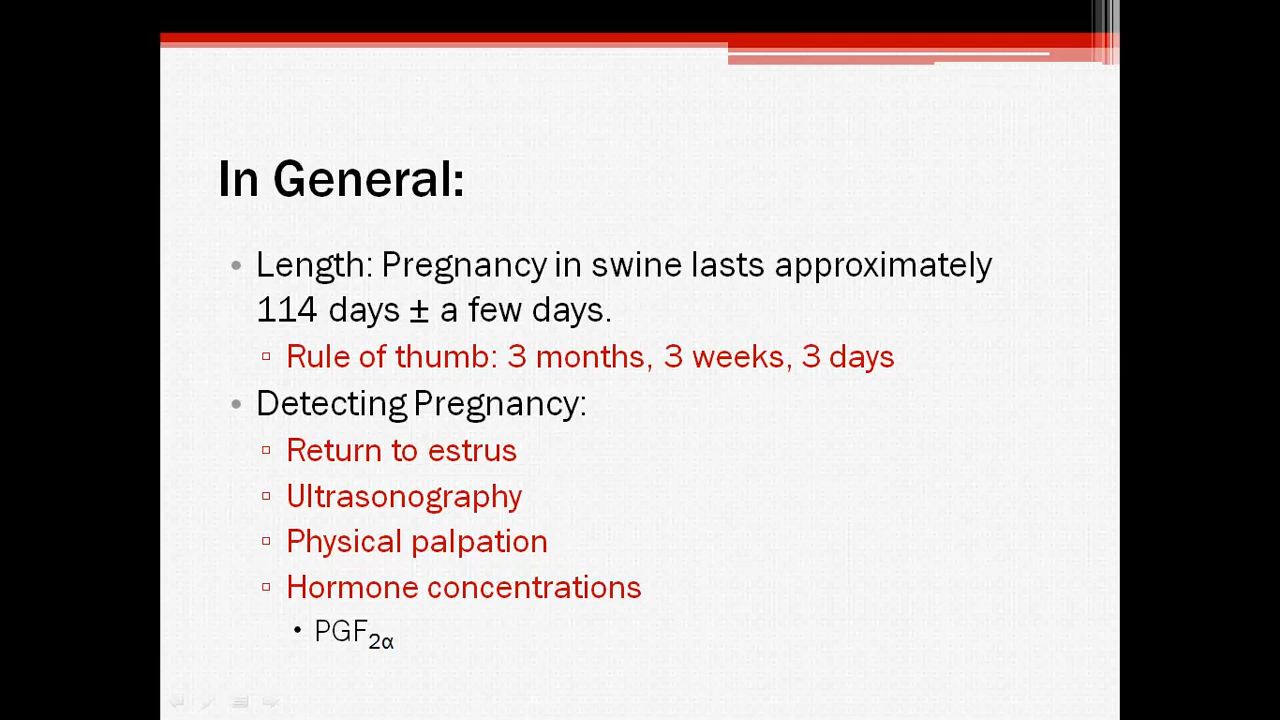 In General:
• Length: Pregnancy in swine lasts approximately
114 days ± a few days.
▫ Rule of thumb: 3 months, 3 weeks, 3 days
• Detecting Pregnancy:
▫ Return to estrus
▫ Ultrasonography
▫ Physical palpation
▫ Hormone concentrations
• PGF₂α